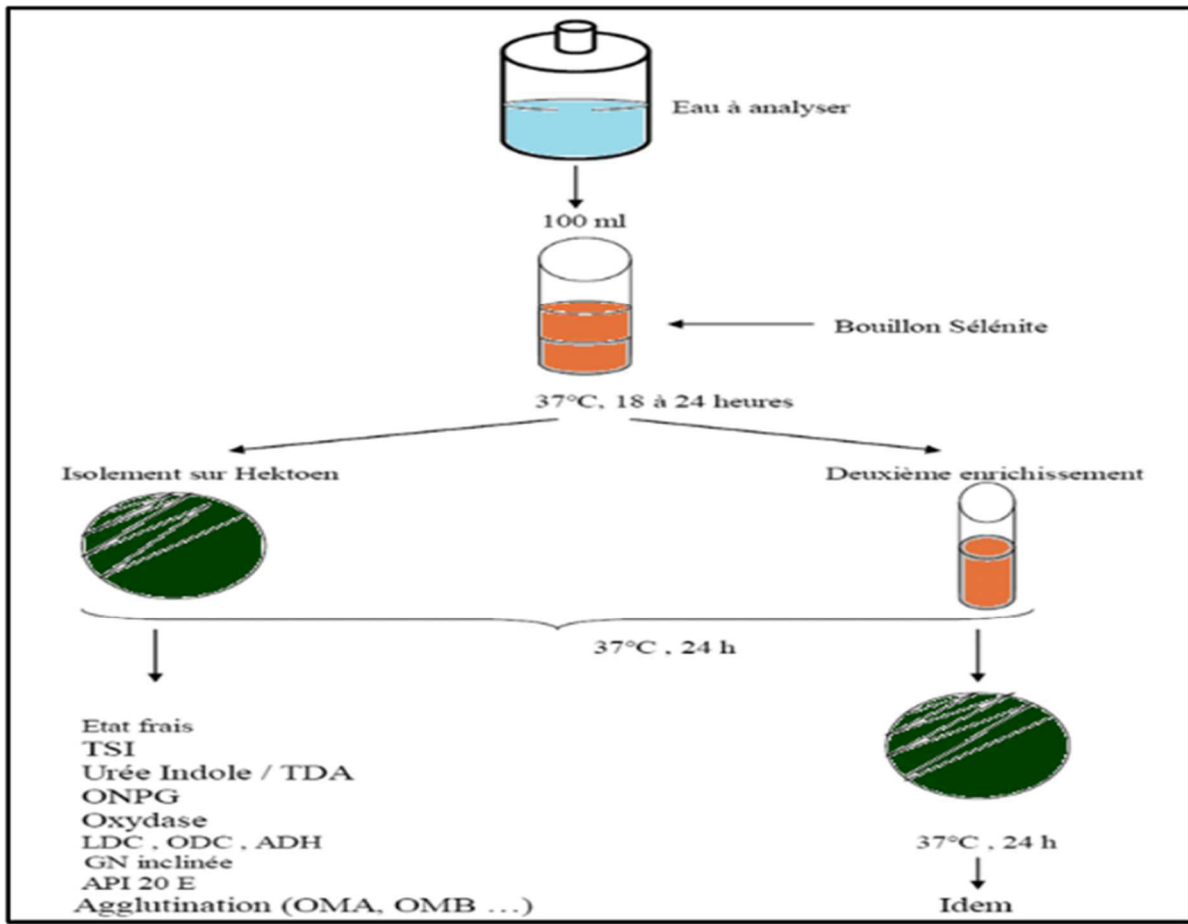 Eau à analyser
100 ml
Bouillon Sélénite
37°C, 18 à 24 heures
Isolement sur Hektoen
Deuxième enrichissement
37°C , 24 h
Etat frais
TSI
Urée Indole / TDA
ONPG
Oxydase
LDC , ODC , ADH
GN inclinée
API 20 E
Agglutination (OMA, OMB ...)
37°C , 24 h
Idem